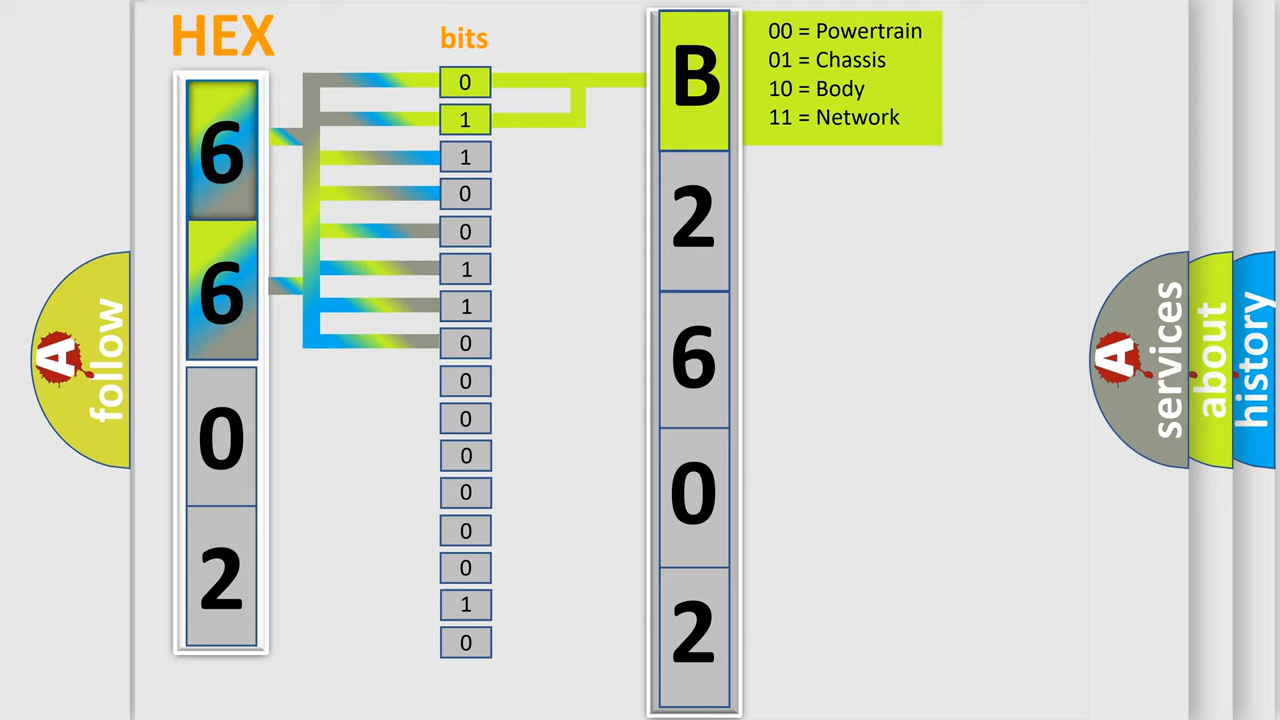 HEX
bits
6
6
0
2
0
1
1
0
0
1
1
0
0
0
0
0
0
0
1
0
B
2
6
0
2
00 = Powertrain
01 = Chassis
10 = Body
11 = Network
A
follow
A
services
about
history